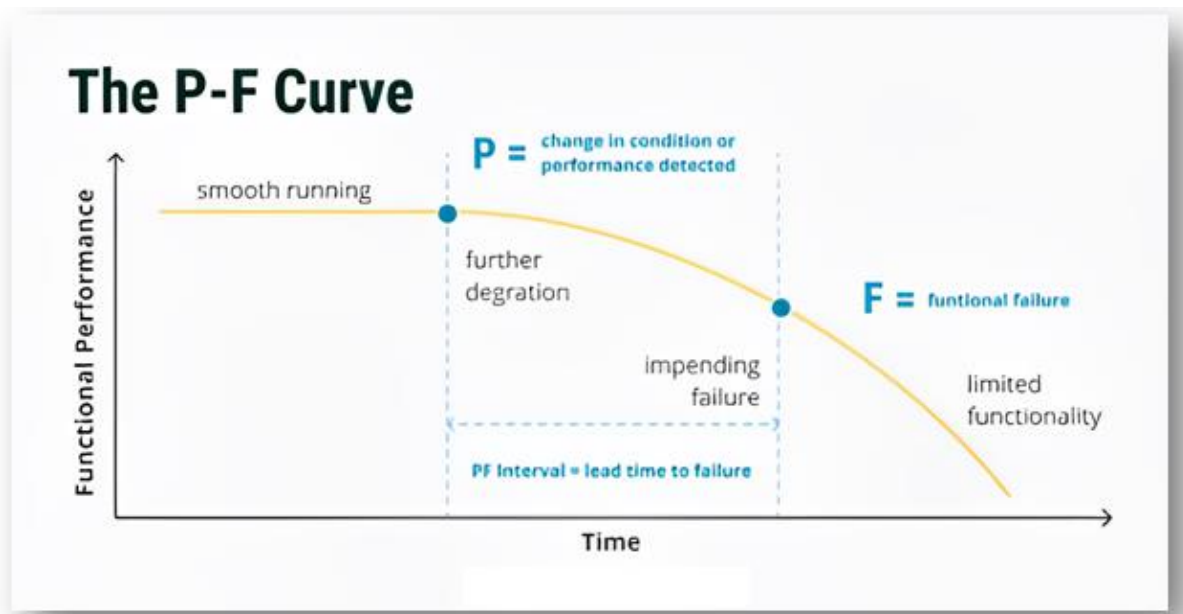 The P-F Curve
P = change in condition or
performance detected
smooth running
further
degration
F = funtional failure
impending
failure
limited
functionality
PF Interval = lead time to failure
Functional Performance
Time